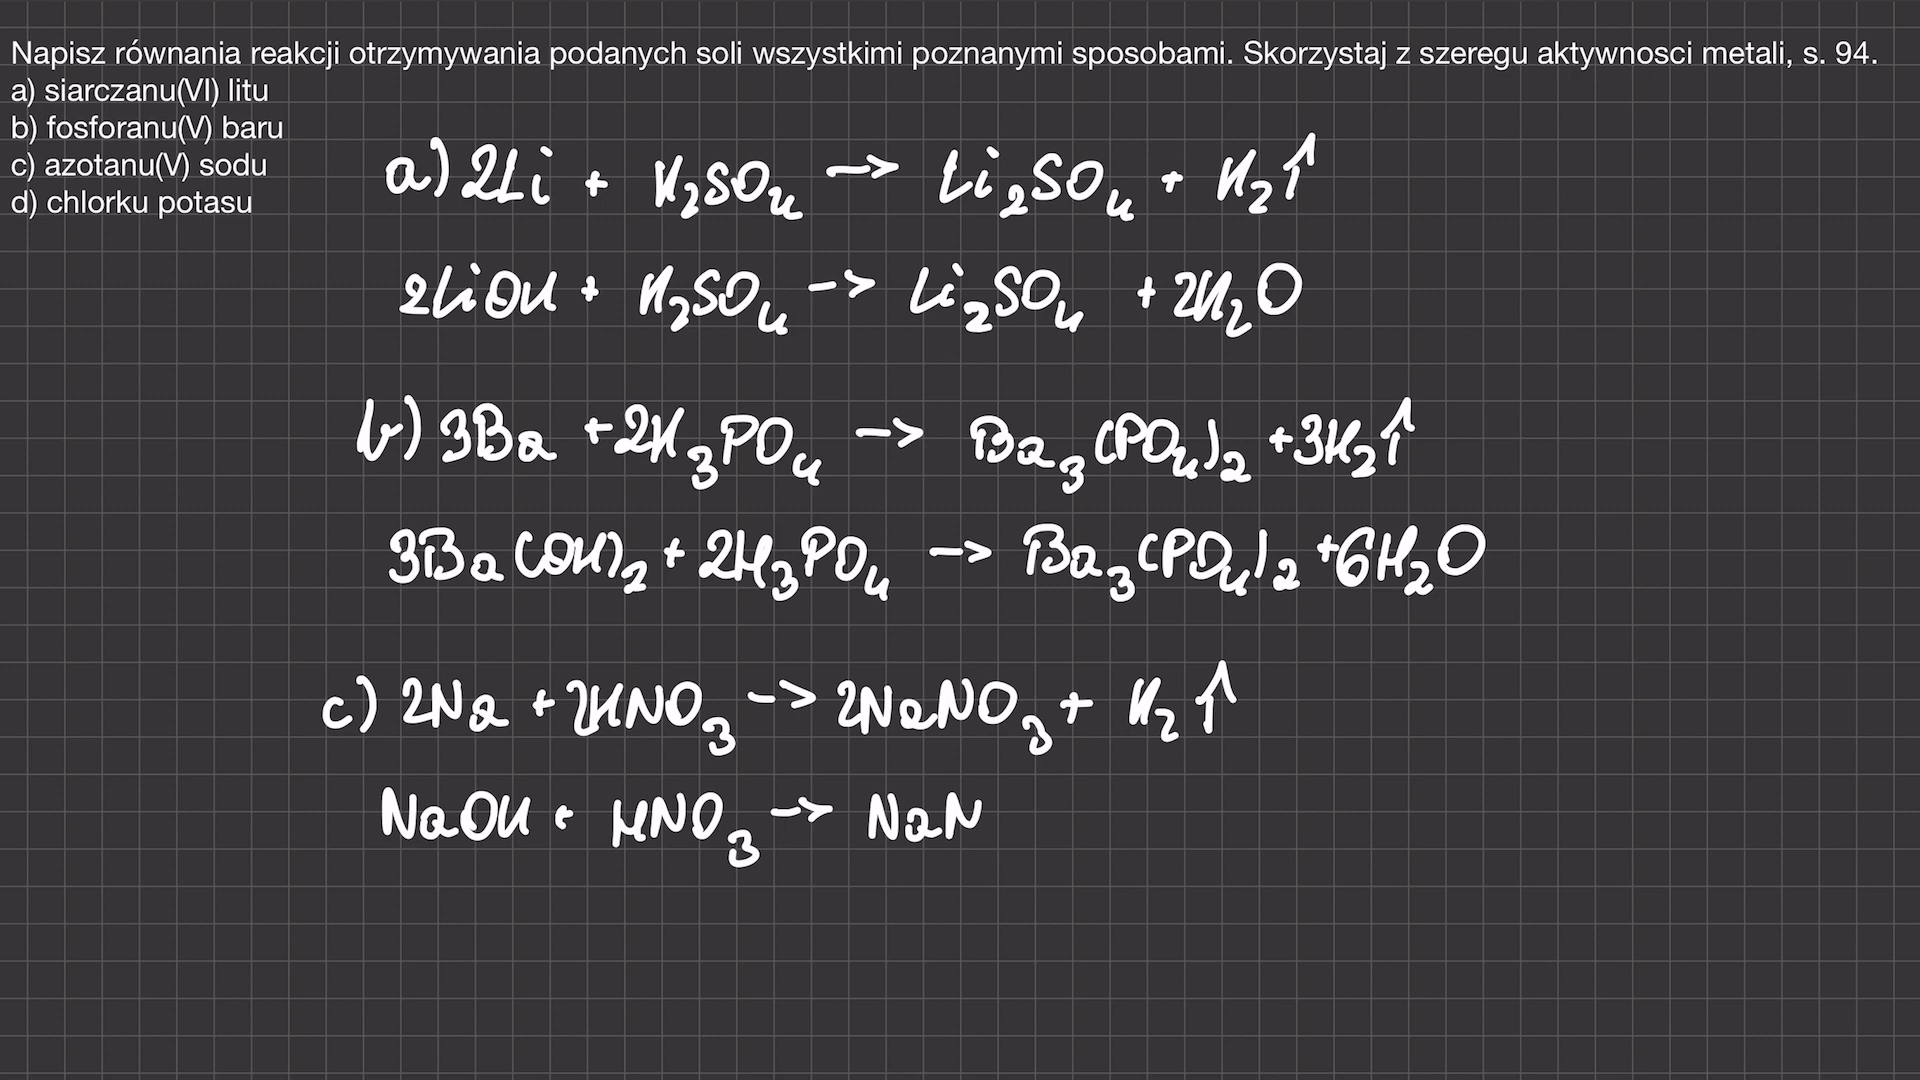 Napisz równania reakcji otrzymywania podanych soli wszystkimi poznanymi sposobami. Skorzystaj z szeregu aktywnosci metali, s. 94.
a) siarczanu(VI) litu
b) fosforanu(V) baru
c) azotanu(V) sodu
d) chlorku potasu
a) 2Li + H₂SO₄ -> Li₂SO₄ + H₂↑
2LiOH + H₂SO₄ -> Li₂SO₄ + 2H₂O
b) 3Ba + 2H₃PO₄ -> Ba₃(PO₄)₂ + 3H₂↑
3Ba(OH)₂ + 2H₃PO₄ -> Ba₃(PO₄)₂ + 6H₂O
c) 2Na + 2HNO₃ -> 2NaNO₃ + H₂↑
NaOH + HNO₃ -> NaN